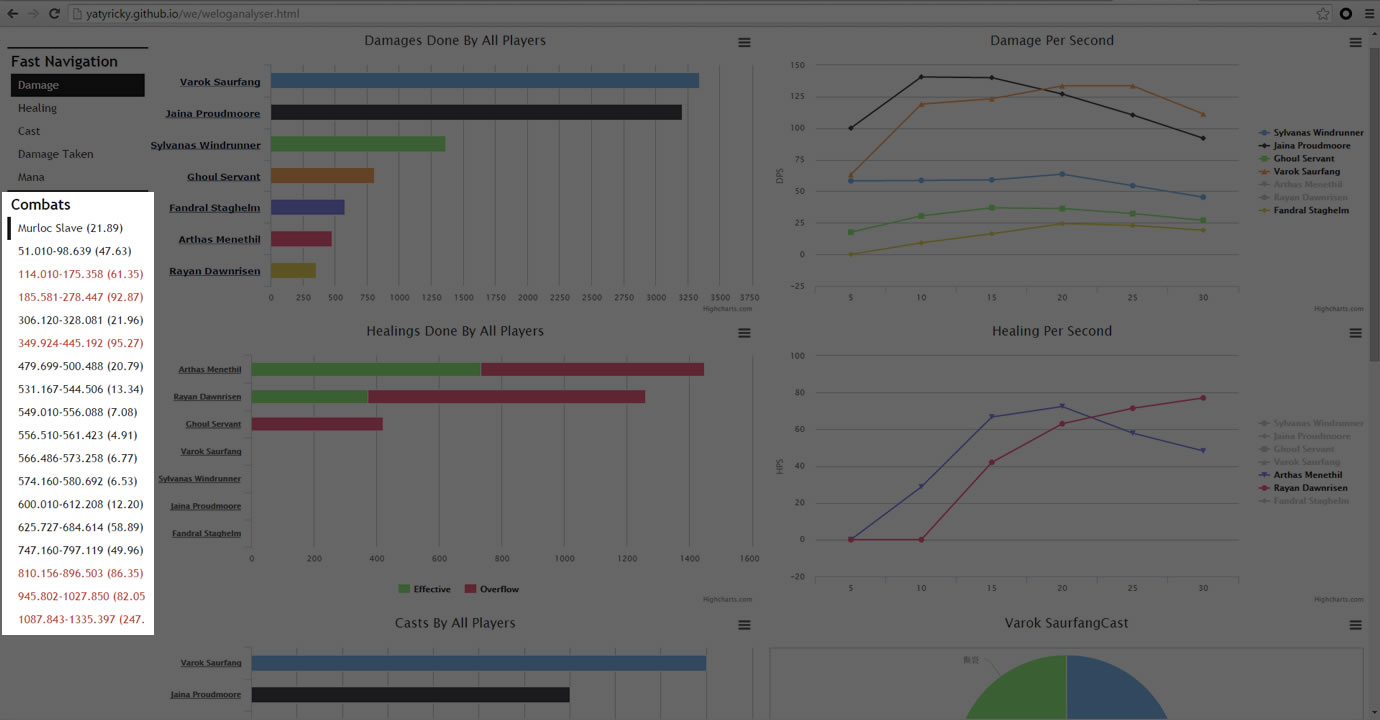 yatyricky.github.io/we/weloganalyser.html
Fast Navigation
Damage
Healing
Cast
Damage Taken
Mana
Combats
Murloc Slave (21.89)
51.010-98.639 (47.63)
114.010-175.358 (61.35)
185.581-278.447 (92.87)
306.120-328.081 (21.96)
349.924-445.192 (95.27)
479.699-500.488 (20.79)
531.167-544.506 (13.34)
549.010-556.088 (7.08)
556.510-561.423 (4.91)
566.486-573.258 (6.77)
574.160-580.692 (6.53)
600.010-612.208 (12.20)
625.727-684.614 (58.89)
747.160-797.119 (49.96)
810.156-896.503 (86.35)
945.802-1027.850 (82.05
1087.843-1335.397 (247.
Damages Done By All Players
Varok Saurfang
Jaina Proudmoore
Sylvanas Windrunner
Ghoul Servant
Fandral Staghelm
Arthas Menethil
Rayan Dawnrisen
0 250 500 750 1000 1250 1500 1750 2000 2250 2500 2750 3000 3250 3500 3750
Highcharts.com
Damage Per Second
DPS
150
125
100
75
50
25
0
-25
5 10 15 20 25 30
Sylvanas Windrunner
Jaina Proudmoore
Ghoul Servant
Varok Saurfang
Arthas Menethil
Rayan Dawnrisen
Fandral Staghelm
Highcharts.com
Healings Done By All Players
Arthas Menethil
Rayan Dawnrisen
Ghoul Servant
Varok Saurfang
Sylvanas Windrunner
Jaina Proudmoore
Fandral Staghelm
0 200 400 600 800 1000 1200 1400 1600
Effective Overflow
Highcharts.com
Healing Per Second
HPS
100
80
60
40
20
0
-20
5 10 15 20 25 30
Sylvanas Windrunner
Jaina Proudmoore
Ghoul Servant
Varok Saurfang
Arthas Menethil
Rayan Dawnrisen
Fandral Staghelm
Highcharts.com
Casts By All Players
Varok Saurfang
Jaina Proudmoore
Varok SaurfangCast